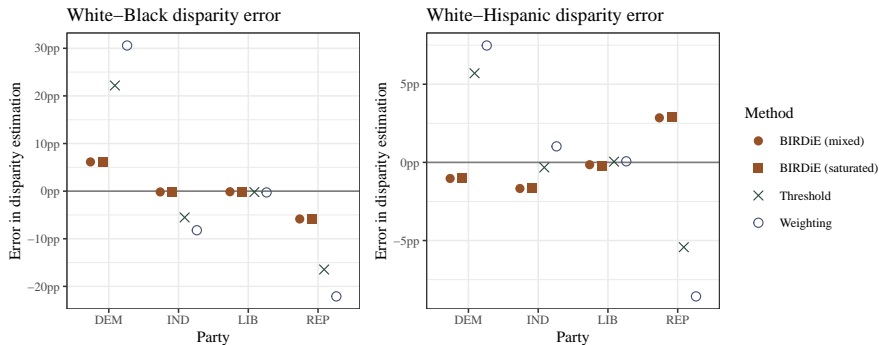 White−Black disparity error
Error in disparity estimation
30pp
20pp
10pp
0pp
−10pp
−20pp
DEM IND LIB REP
Party
White−Hispanic disparity error
Error in disparity estimation
5pp
0pp
−5pp
DEM IND LIB REP
Party
Method
BIRDiE (mixed)
BIRDiE (saturated)
Threshold
Weighting